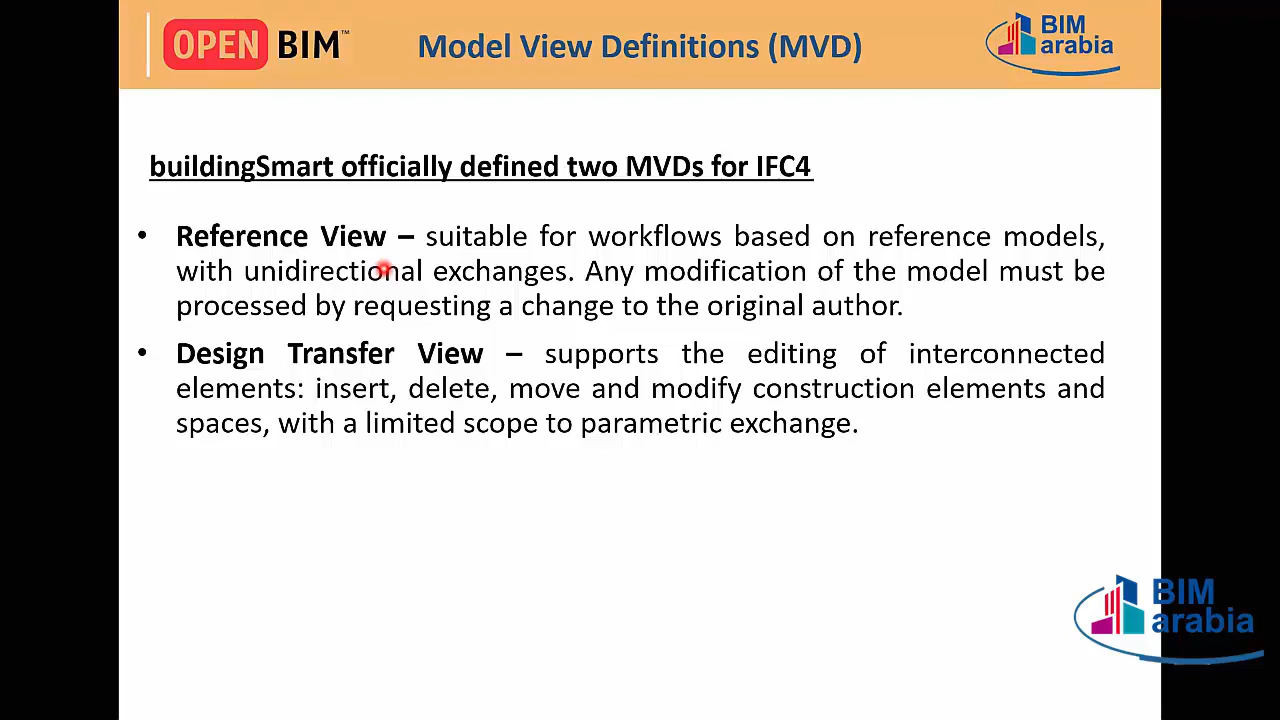 OPEN BIM™
Model View Definitions (MVD)
BIM
arabia
buildingSmart officially defined two MVDs for IFC4
• Reference View – suitable for workflows based on reference models,
with unidirectional exchanges. Any modification of the model must be
processed by requesting a change to the original author.
• Design Transfer View – supports the editing of interconnected
elements: insert, delete, move and modify construction elements and
spaces, with a limited scope to parametric exchange.
BIM
arabia